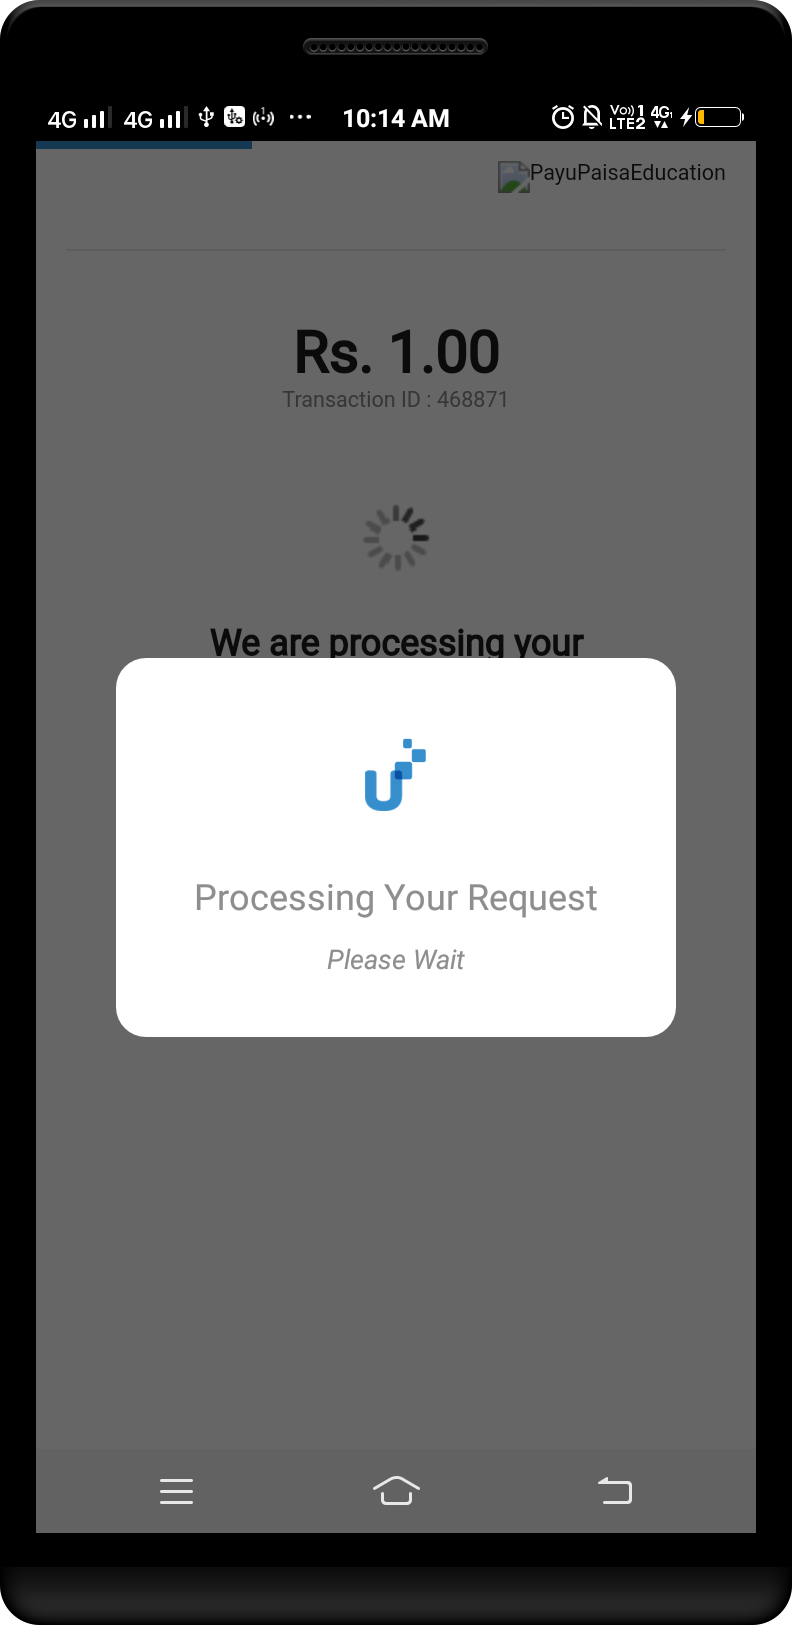 4G 4G 1 10:14 AM Vo)) 1 LTE2 4G
PayuPaisaEducation
Rs. 1.00
Transaction ID : 468871
We are processing your
Processing Your Request
Please Wait